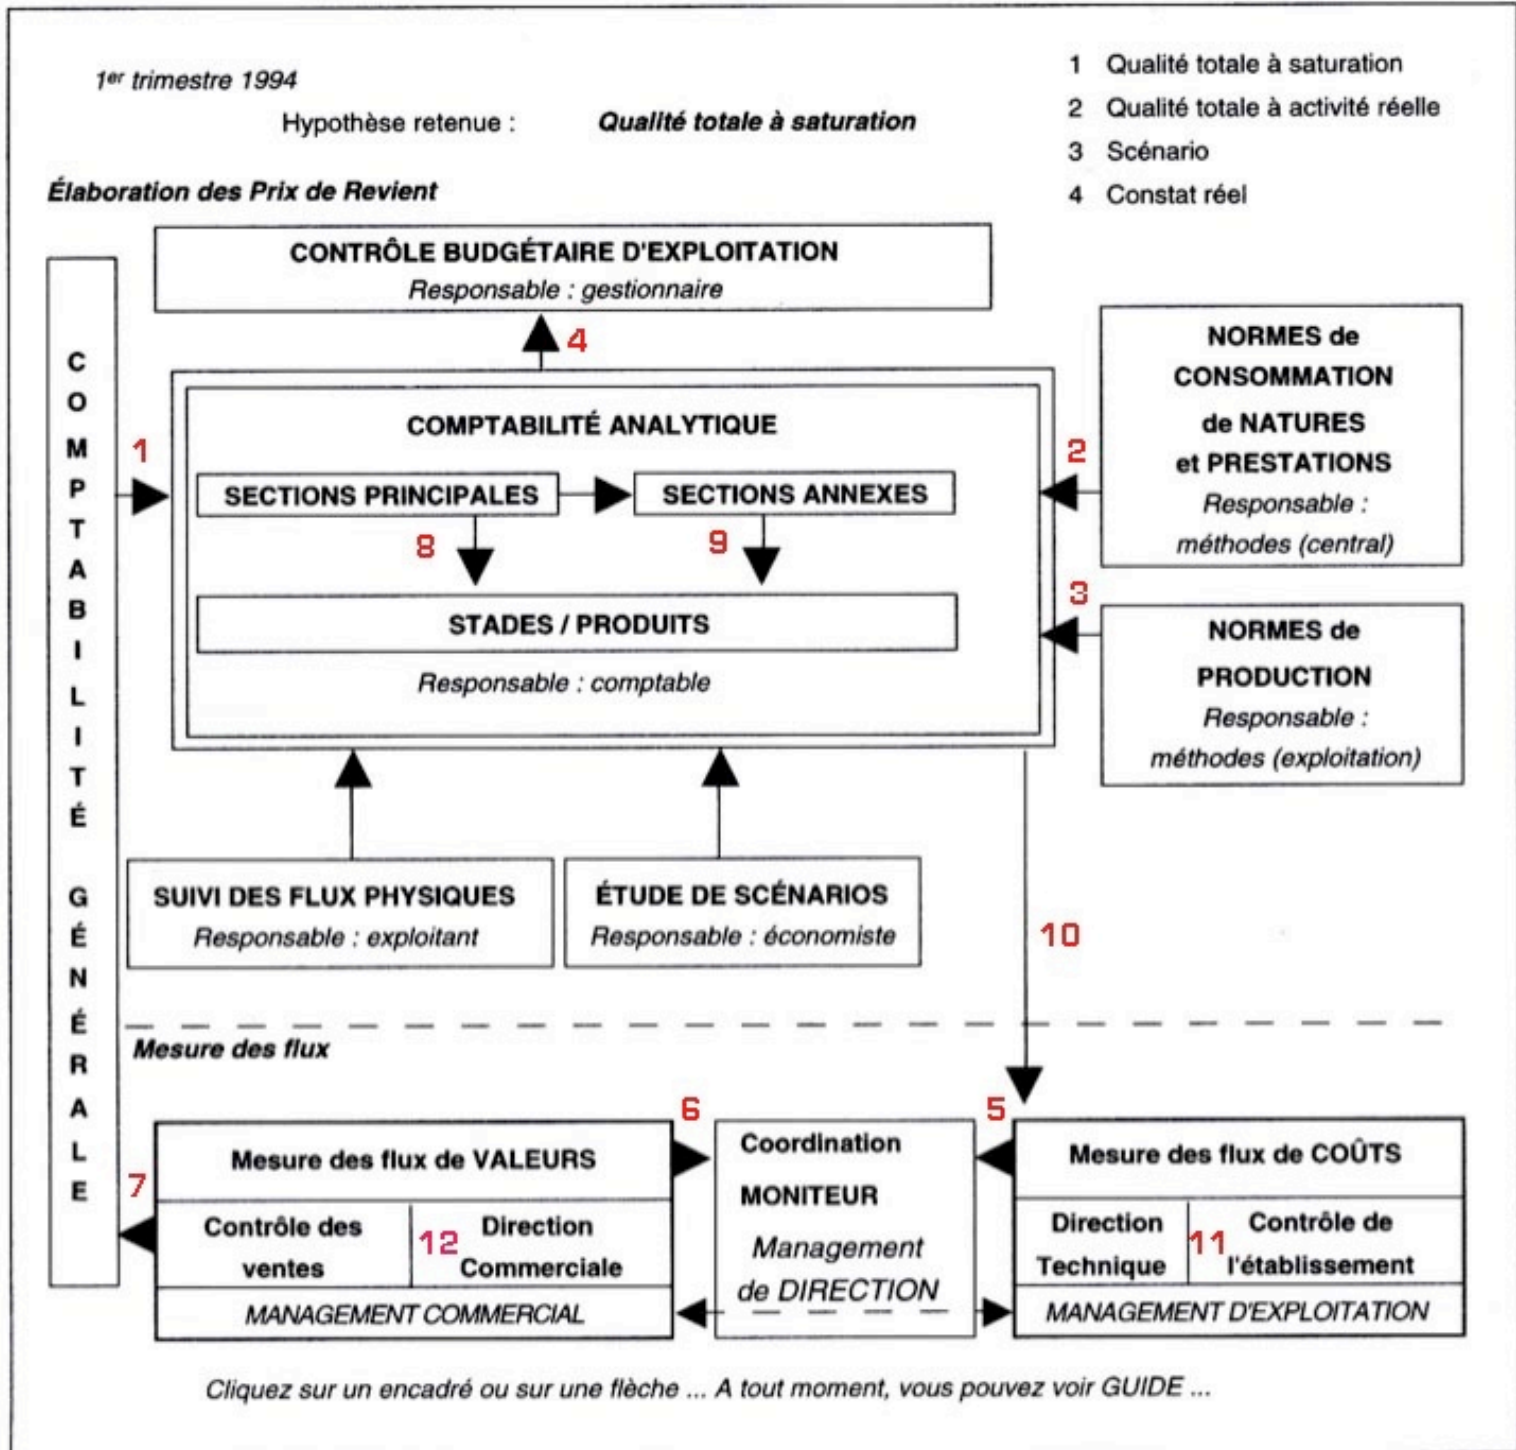 1er trimestre 1994
Hypothèse retenue : Qualité totale à saturation
1 Qualité totale à saturation
2 Qualité totale à activité réelle
3 Scénario
4 Constat réel
Élaboration des Prix de Revient
COMPTABILITÉ GÉNÉRALE
CONTRÔLE BUDGÉTAIRE D'EXPLOITATION
Responsable : gestionnaire
4
1
COMPTABILITÉ ANALYTIQUE
SECTIONS PRINCIPALES
SECTIONS ANNEXES
8
9
STADES / PRODUITS
Responsable : comptable
2
NORMES de
CONSOMMATION
de NATURES
et PRESTATIONS
Responsable :
méthodes (central)
3
NORMES de
PRODUCTION
Responsable :
méthodes (exploitation)
SUIVI DES FLUX PHYSIQUES
Responsable : exploitant
ÉTUDE DE SCÉNARIOS
Responsable : économiste
10
Mesure des flux
7
Mesure des flux de VALEURS
Contrôle des
ventes
12
Direction
Commerciale
MANAGEMENT COMMERCIAL
6
Coordination
MONITEUR
Management
de DIRECTION
5
Mesure des flux de COÛTS
Direction
Technique
11
Contrôle de
l'établissement
MANAGEMENT D'EXPLOITATION
Cliquez sur un encadré ou sur une flèche ... A tout moment, vous pouvez voir GUIDE ...